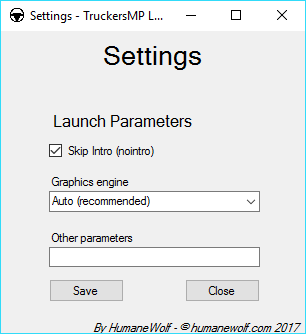 Settings - TruckersMP L...
Settings
Launch Parameters
Skip Intro (nointro)
Graphics engine
Auto (recommended)
Other parameters
Save Close
By HumaneWolf - © humanewolf.com 2017